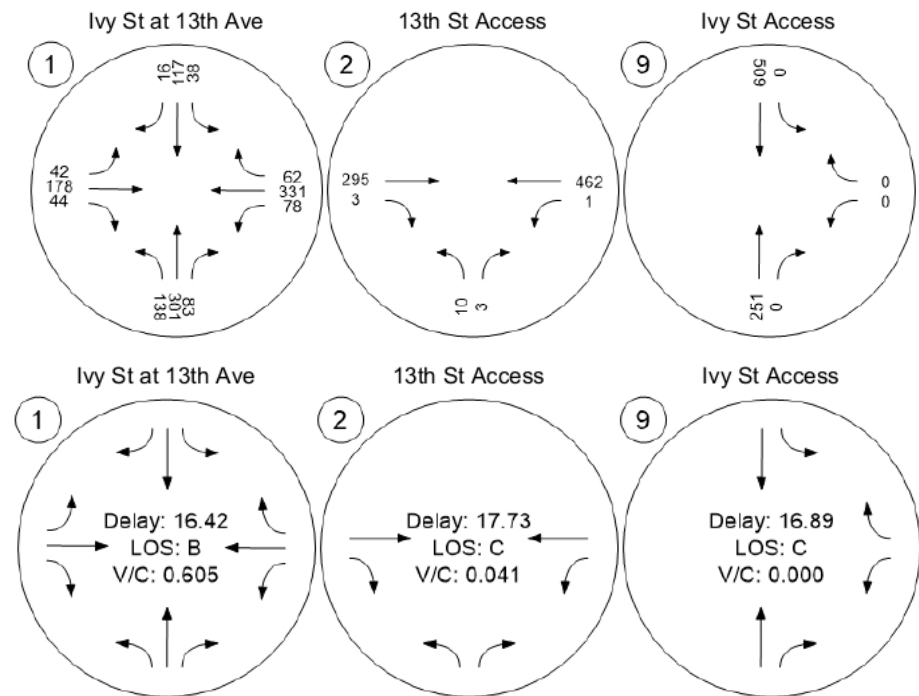 Ivy St at 13th Ave
1
16
117
38
42
178
44
62
331
78
138
301
83
13th St Access
2
295
3
462
1
10
3
Ivy St Access
9
509
0
0
0
251
0
Ivy St at 13th Ave
1
Delay: 16.42
LOS: B
V/C: 0.605
13th St Access
2
Delay: 17.73
LOS: C
V/C: 0.041
Ivy St Access
9
Delay: 16.89
LOS: C
V/C: 0.000